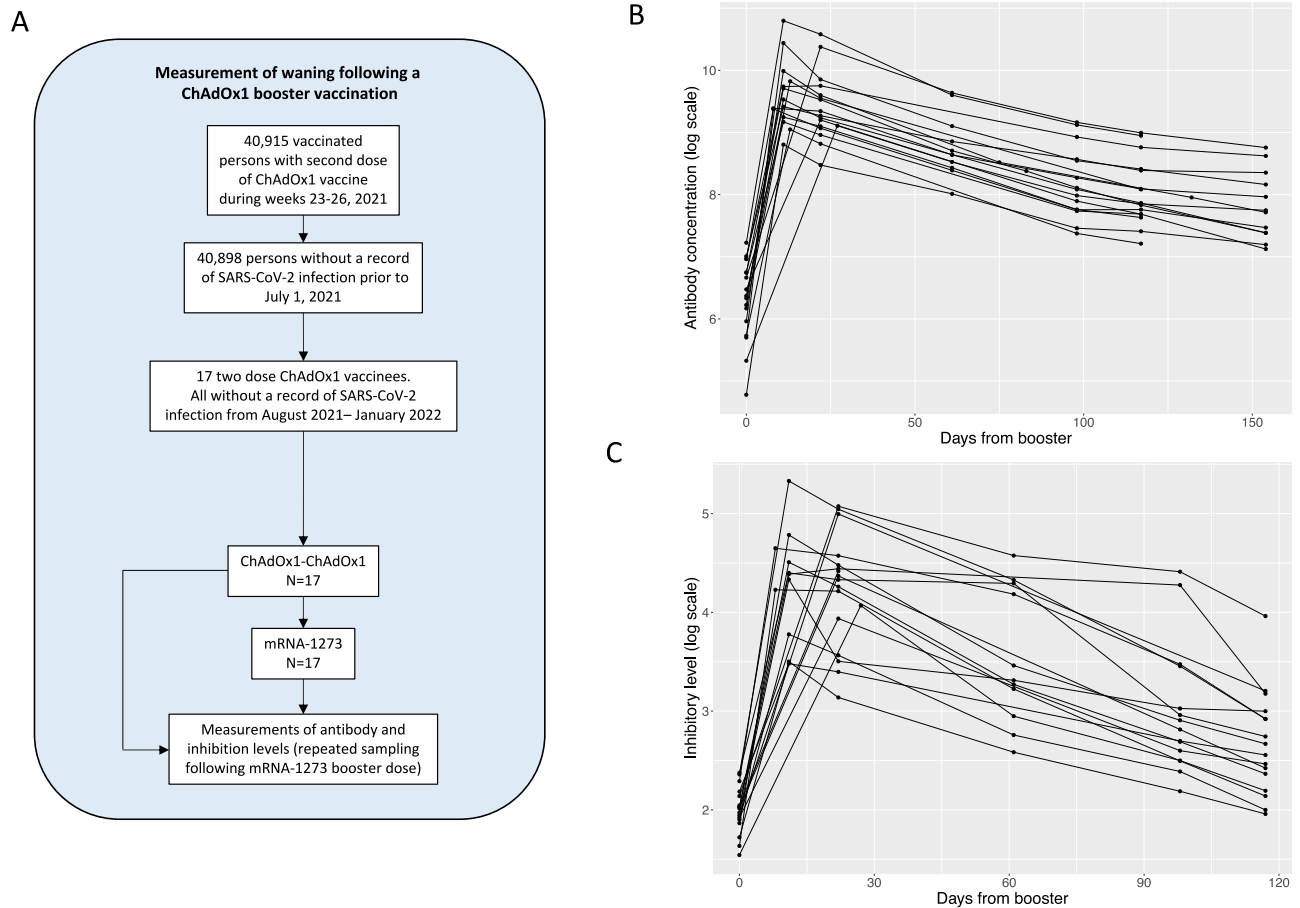 A
Measurement of waning following a
ChAdOx1 booster vaccination
40,915 vaccinated
persons with second dose
of ChAdOx1 vaccine
during weeks 23-26, 2021
40,898 persons without a record
of SARS-CoV-2 infection prior to
July 1, 2021
17 two dose ChAdOx1 vaccinees.
All without a record of SARS-CoV-2
infection from August 2021– January 2022
ChAdOx1-ChAdOx1
N=17
mRNA-1273
N=17
Measurements of antibody and
inhibition levels (repeated sampling
following mRNA-1273 booster dose)
B
Antibody concentration (log scale)
10
8
6
0 50 100 150
Days from booster
C
Inhibitory level (log scale)
5
4
3
2
0 30 60 90 120
Days from booster